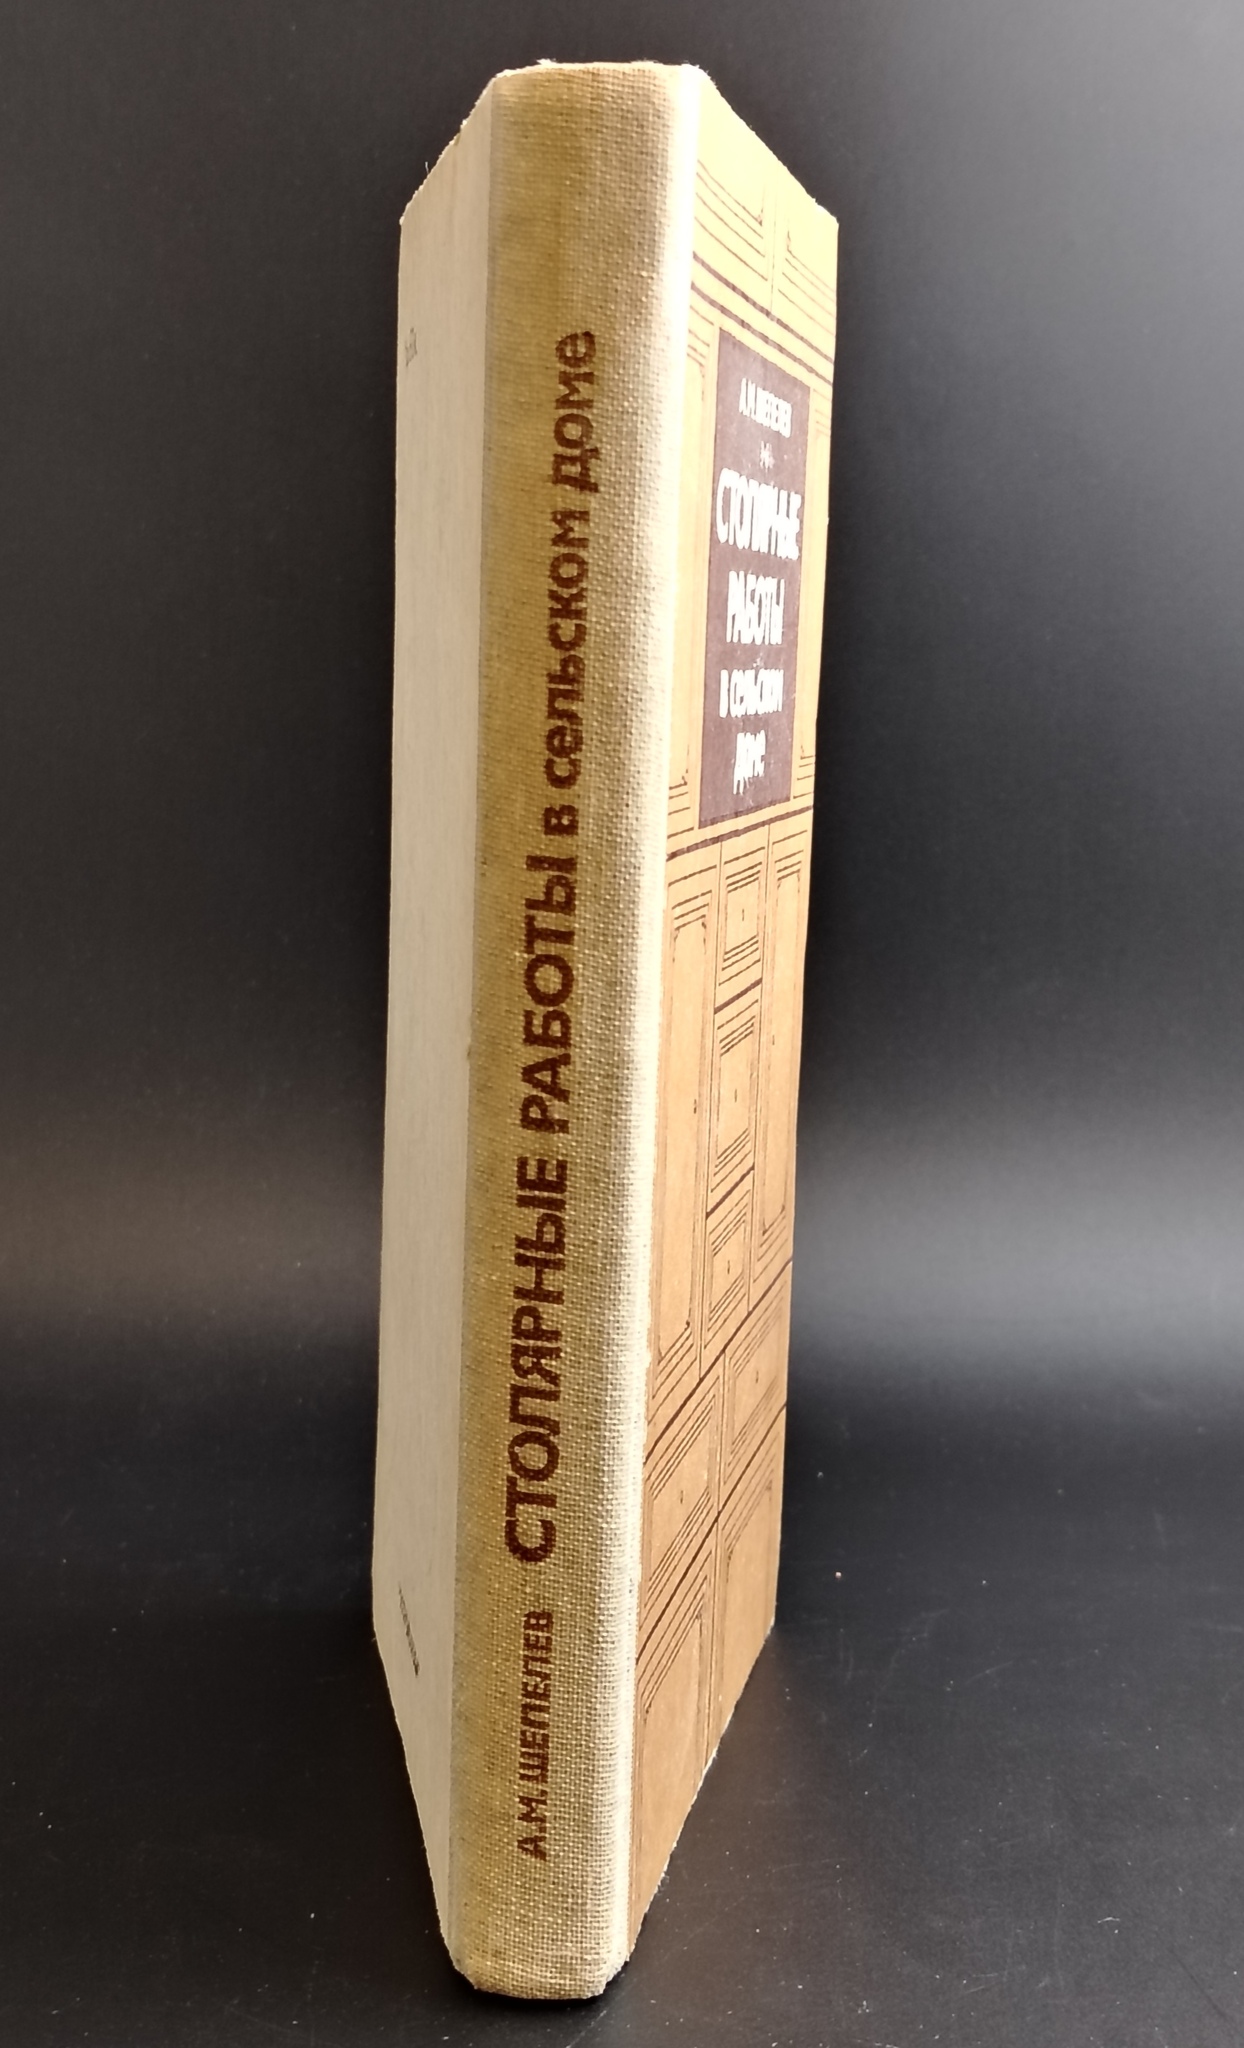 А.М. ШЕПЕЛЕВ СТОЛЯРНЫЕ РАБОТЫ в сельском доме
А.М. ШЕПЕЛЕВ
СТОЛЯРНЫЕ
РАБОТЫ
в сельском
доме